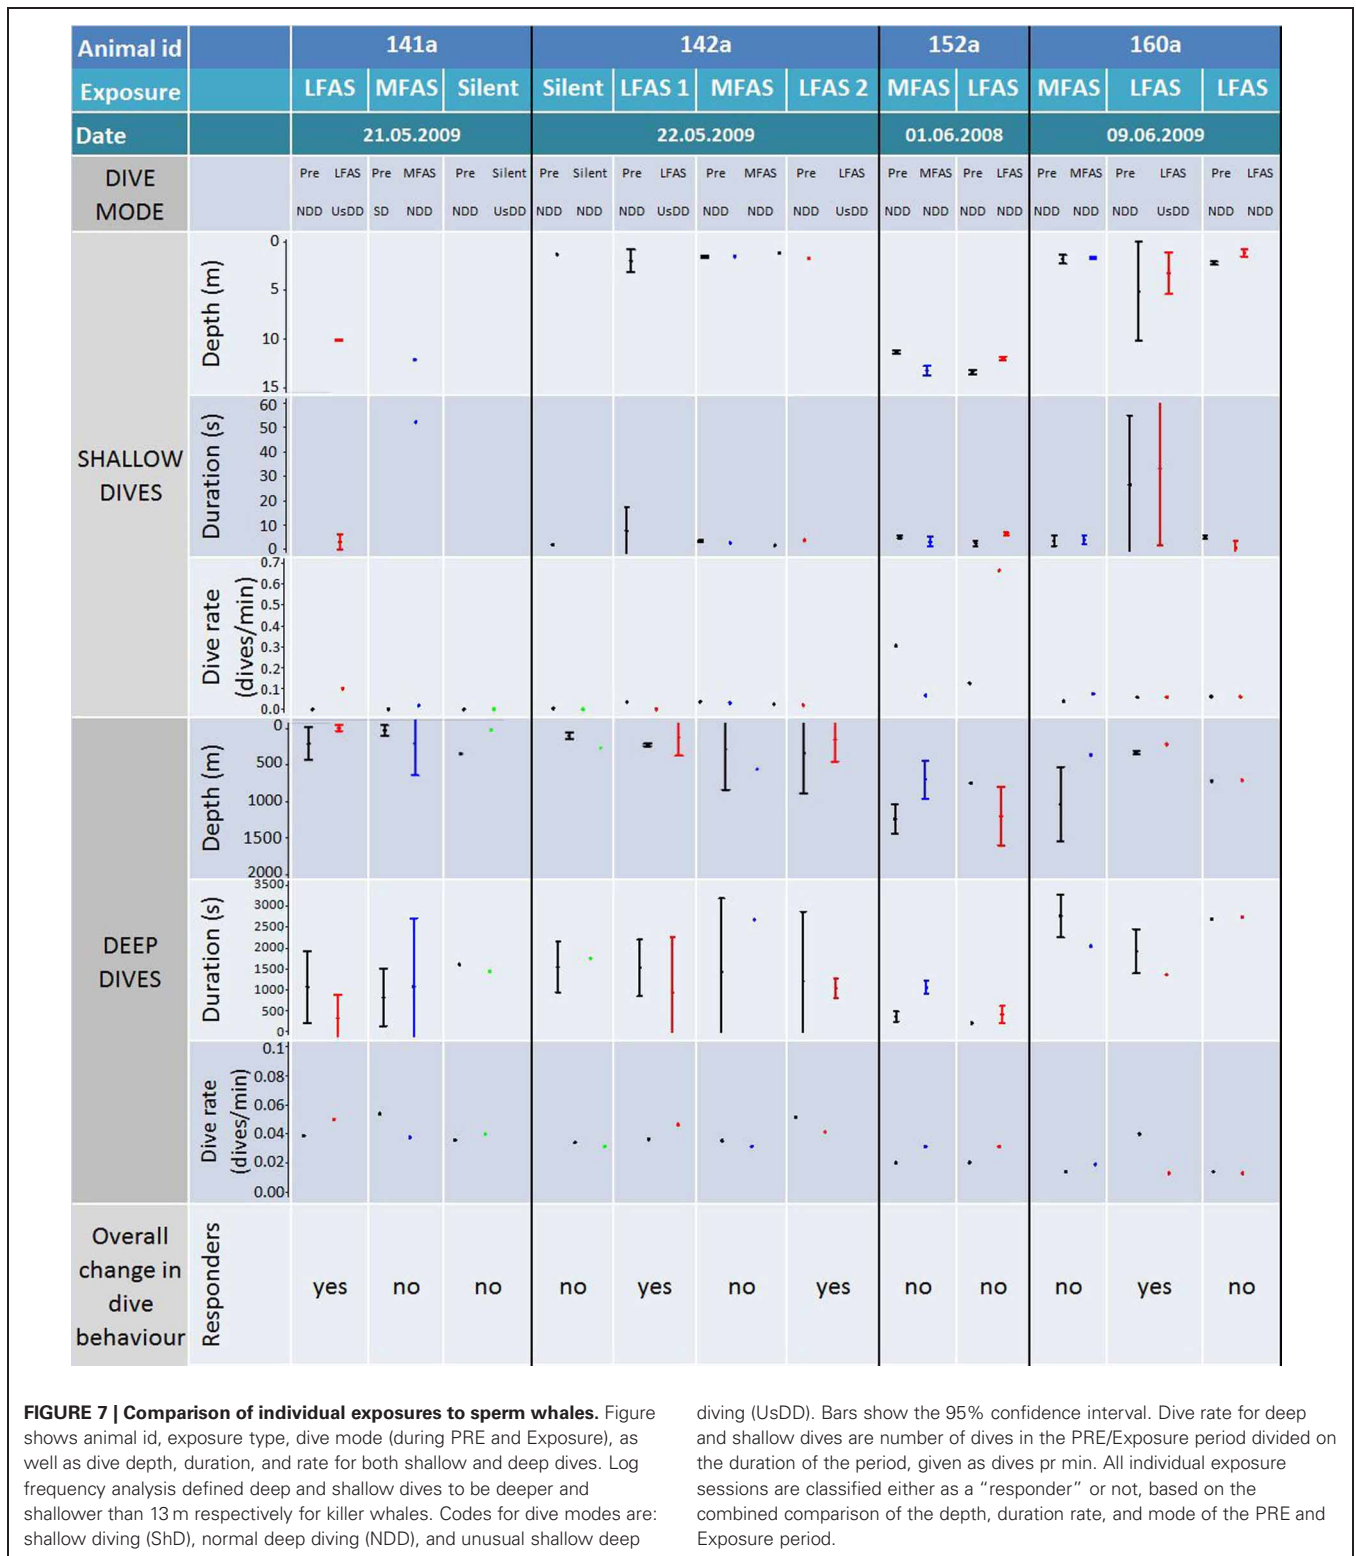 Animal id 141a 142a 152a 160a
Exposure LFAS MFAS Silent Silent LFAS 1 MFAS LFAS 2 MFAS LFAS MFAS LFAS LFAS
Date 21.05.2009 22.05.2009 01.06.2008 09.06.2009
DIVE
MODE
Pre LFAS Pre MFAS Pre Silent Pre Silent Pre LFAS Pre MFAS Pre LFAS Pre MFAS Pre LFAS Pre MFAS Pre LFAS Pre LFAS
NDD UsDD SD NDD NDD UsDD NDD NDD NDD UsDD NDD NDD NDD UsDD NDD NDD NDD NDD NDD NDD NDD UsDD NDD NDD
SHALLOW
DIVES
Depth (m)
0
5
10
15
Duration (s)
60
50
40
30
20
10
0
Dive rate
(dives/min)
0.7
0.6
0.5
0.4
0.3
0.2
0.1
0.0
DEEP
DIVES
Depth (m)
0
500
1000
1500
2000
Duration (s)
3500
3000
2500
2000
1500
1000
500
0
Dive rate
(dives/min)
0.1
0.08
0.06
0.04
0.02
0.00
Overall
change in
dive
behaviour
Responders
yes no no no yes no yes no no no yes no
FIGURE 7 | Comparison of individual exposures to sperm whales. Figure
shows animal id, exposure type, dive mode (during PRE and Exposure), as
well as dive depth, duration, and rate for both shallow and deep dives. Log
frequency analysis defined deep and shallow dives to be deeper and
shallower than 13 m respectively for killer whales. Codes for dive modes are:
shallow diving (ShD), normal deep diving (NDD), and unusual shallow deep
diving (UsDD). Bars show the 95% confidence interval. Dive rate for deep
and shallow dives are number of dives in the PRE/Exposure period divided on
the duration of the period, given as dives pr min. All individual exposure
sessions are classified either as a “responder” or not, based on the
combined comparison of the depth, duration rate, and mode of the PRE and
Exposure period.